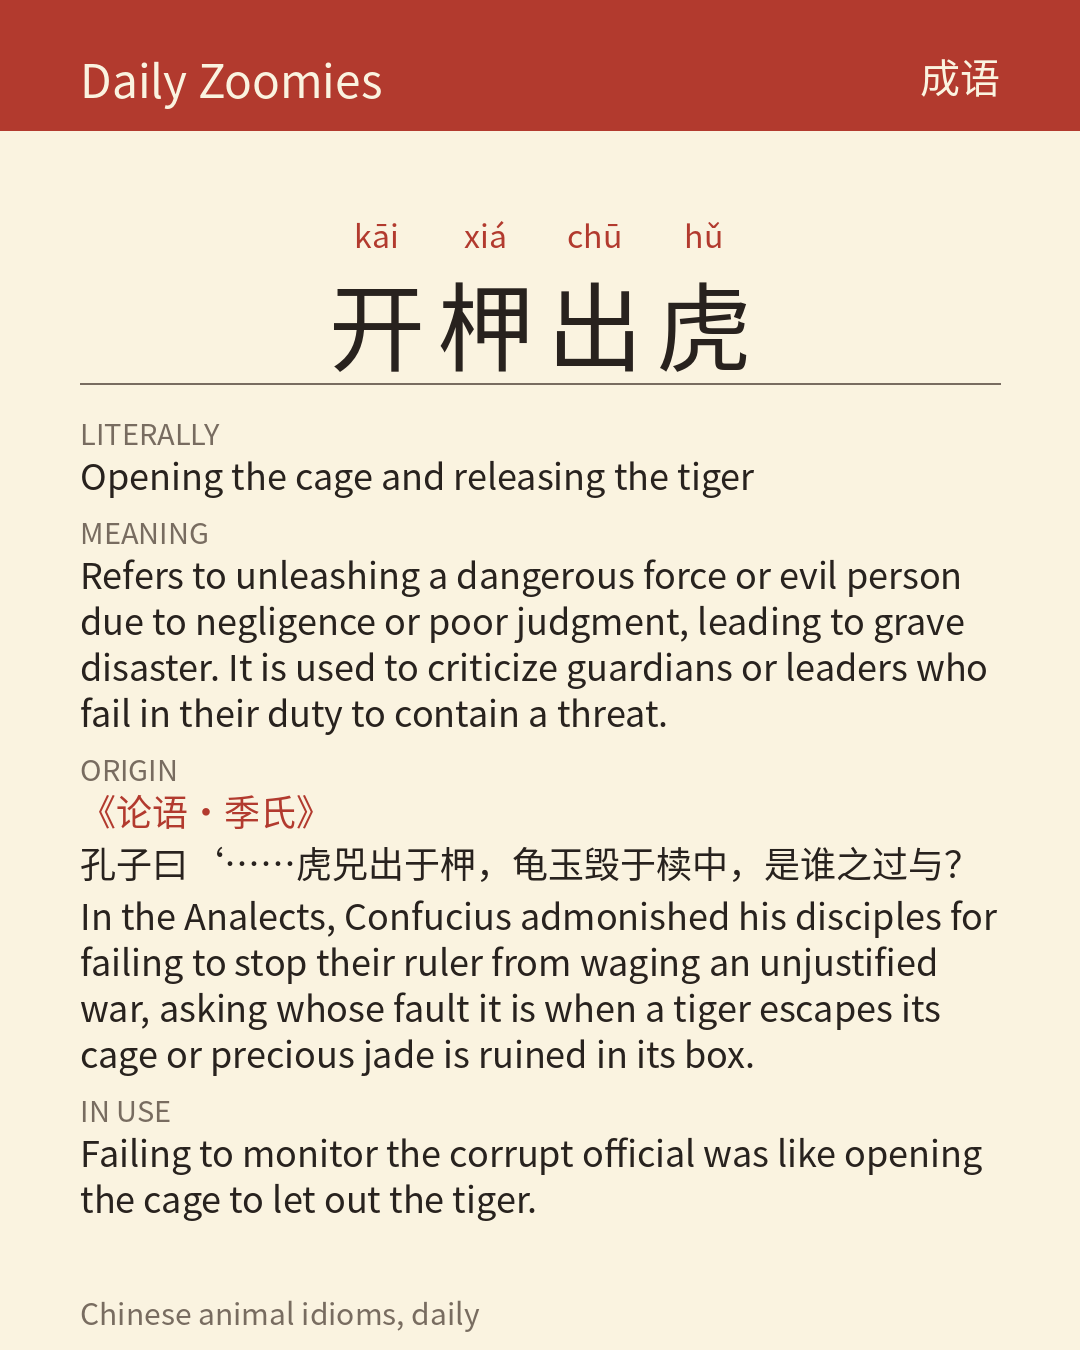 Daily Zoomies
成语
kāi xiá chū hǔ
开柙出虎
LITERALLY
Opening the cage and releasing the tiger
MEANING
Refers to unleashing a dangerous force or evil person
due to negligence or poor judgment, leading to grave
disaster. It is used to criticize guardians or leaders who
fail in their duty to contain a threat.
ORIGIN
《论语·季氏》
孔子曰 ‘……虎兕出于柙，龟玉毁于椟中，是谁之过与？
In the Analects, Confucius admonished his disciples for
failing to stop their ruler from waging an unjustified
war, asking whose fault it is when a tiger escapes its
cage or precious jade is ruined in its box.
IN USE
Failing to monitor the corrupt official was like opening
the cage to let out the tiger.
Chinese animal idioms, daily